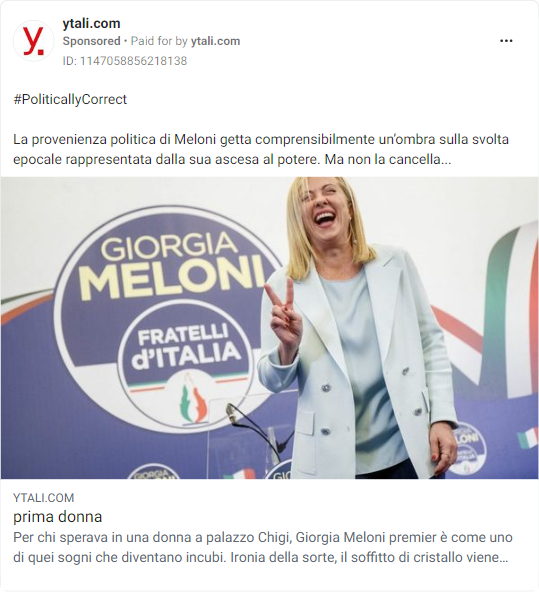 y.
ytali.com
Sponsored • Paid for by ytali.com
ID: 1147058856218138
#PoliticallyCorrect
La provenienza politica di Meloni getta comprensibilmente un’ombra sulla svolta
epocale rappresentata dalla sua ascesa al potere. Ma non la cancella...
GIORGIA
MELONI
FRATELLI
d'ITALIA
GIORGIA
MELONI
YTALI.COM
prima donna
Per chi sperava in una donna a palazzo Chigi, Giorgia Meloni premier è come uno
di quei sogni che diventano incubi. Ironia della sorte, il soffitto di cristallo viene…